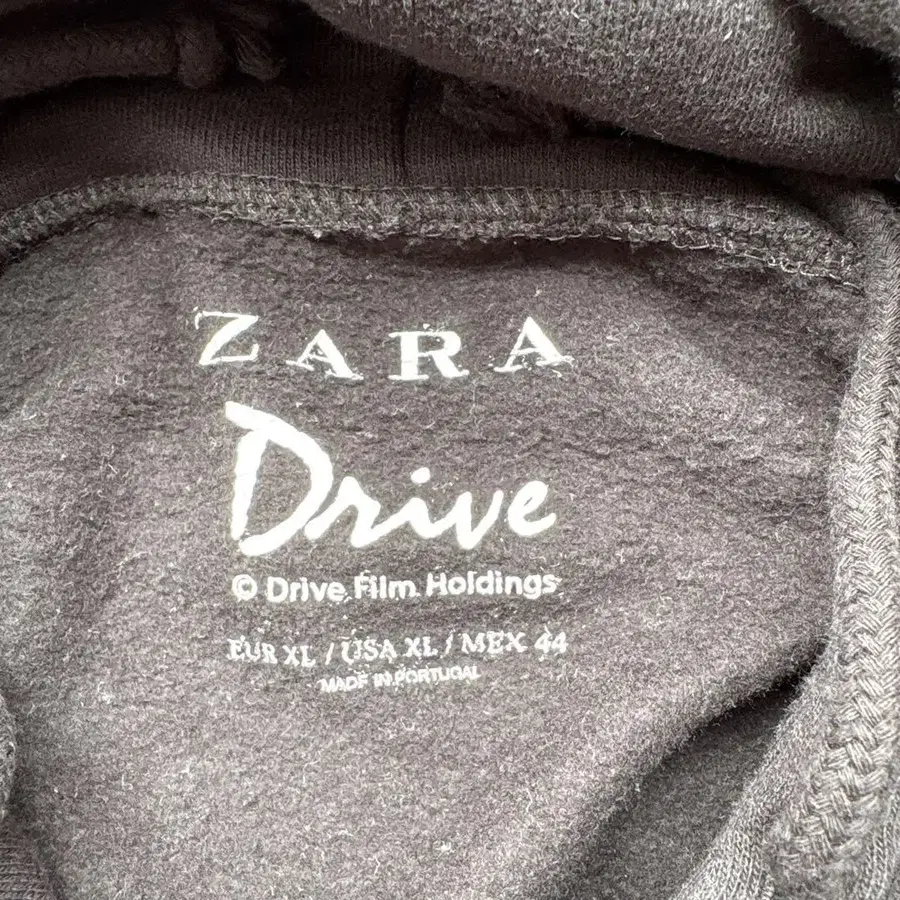 ZARA
Drive
© Drive Film Holdings
EUR XL / USA XL / MEX 44
MADE IN PORTUGAL